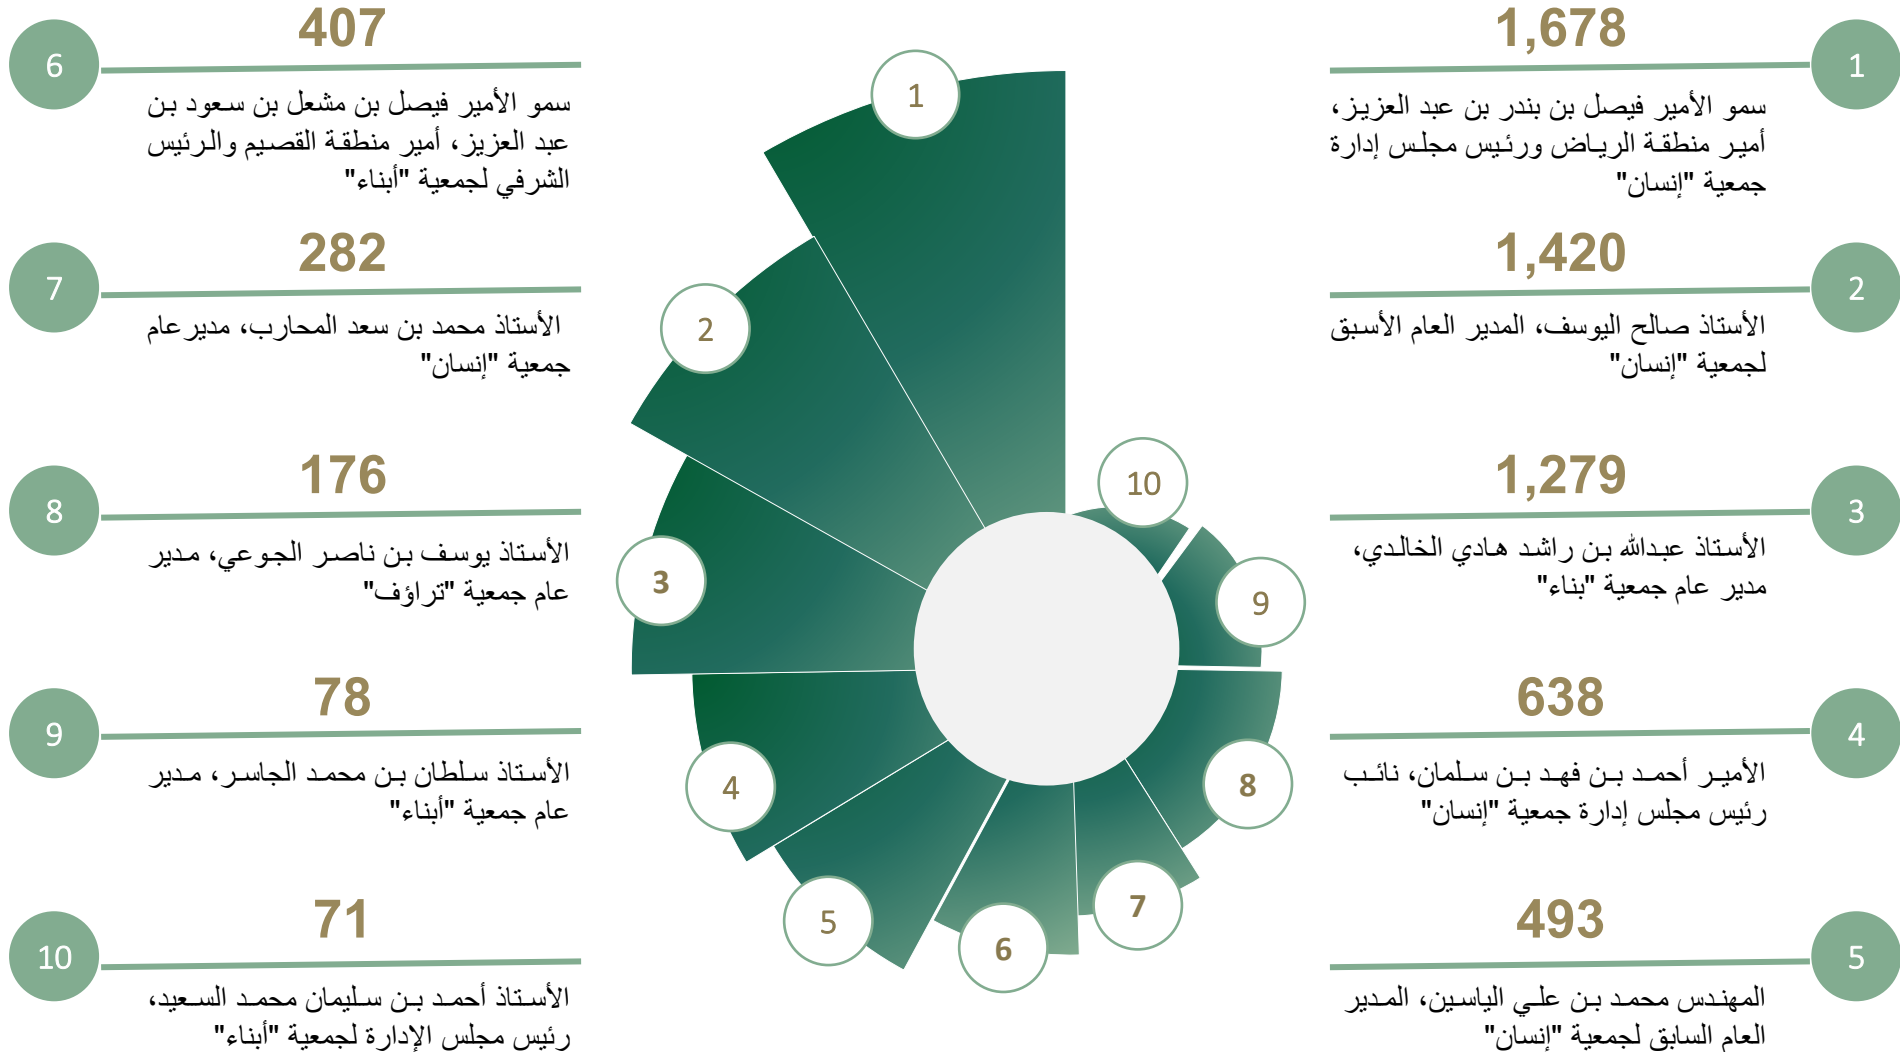 1
1,678
سمو الأمير فيصل بن بندر بن عبد العزيز،
أمير منطقة الرياض ورئيس مجلس إدارة
جمعية "إنسان"
2
1,420
الأستاذ صالح اليوسف، المدير العام الأسبق
لجمعية "إنسان"
3
1,279
الأستاذ عبدالله بن راشد هادي الخالدي،
مدير عام جمعية "بناء"
4
638
الأمير أحمد بن فهد بن سلمان، نائب
رئيس مجلس إدارة جمعية "إنسان"
5
493
المهندس محمد بن علي الياسين، المدير
العام السابق لجمعية "إنسان"
1
2
3
4
5
6
7
8
9
10
6
407
سمو الأمير فيصل بن مشعل بن سعود بن
عبد العزيز، أمير منطقة القصيم والرئيس
الشرفي لجمعية "أبناء"
7
282
الأستاذ محمد بن سعد المحارب، مدير عام
جمعية "إنسان"
8
176
الأستاذ يوسف بن ناصر الجوعي، مدير
عام جمعية "تراؤف"
9
78
الأستاذ سلطان بن محمد الجاسر، مدير
عام جمعية "أبناء"
10
71
الأستاذ أحمد بن سليمان محمد السعيد،
رئيس مجلس الإدارة لجمعية "أبناء"